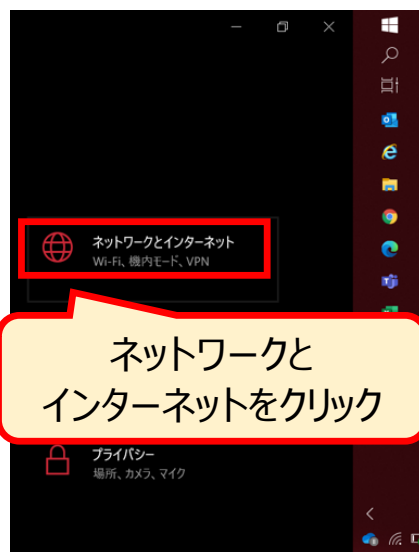 ネットワークとインターネット
Wi-Fi、機内モード、VPN
ネットワークと
インターネットをクリック
プライバシー
場所、カメラ、マイク